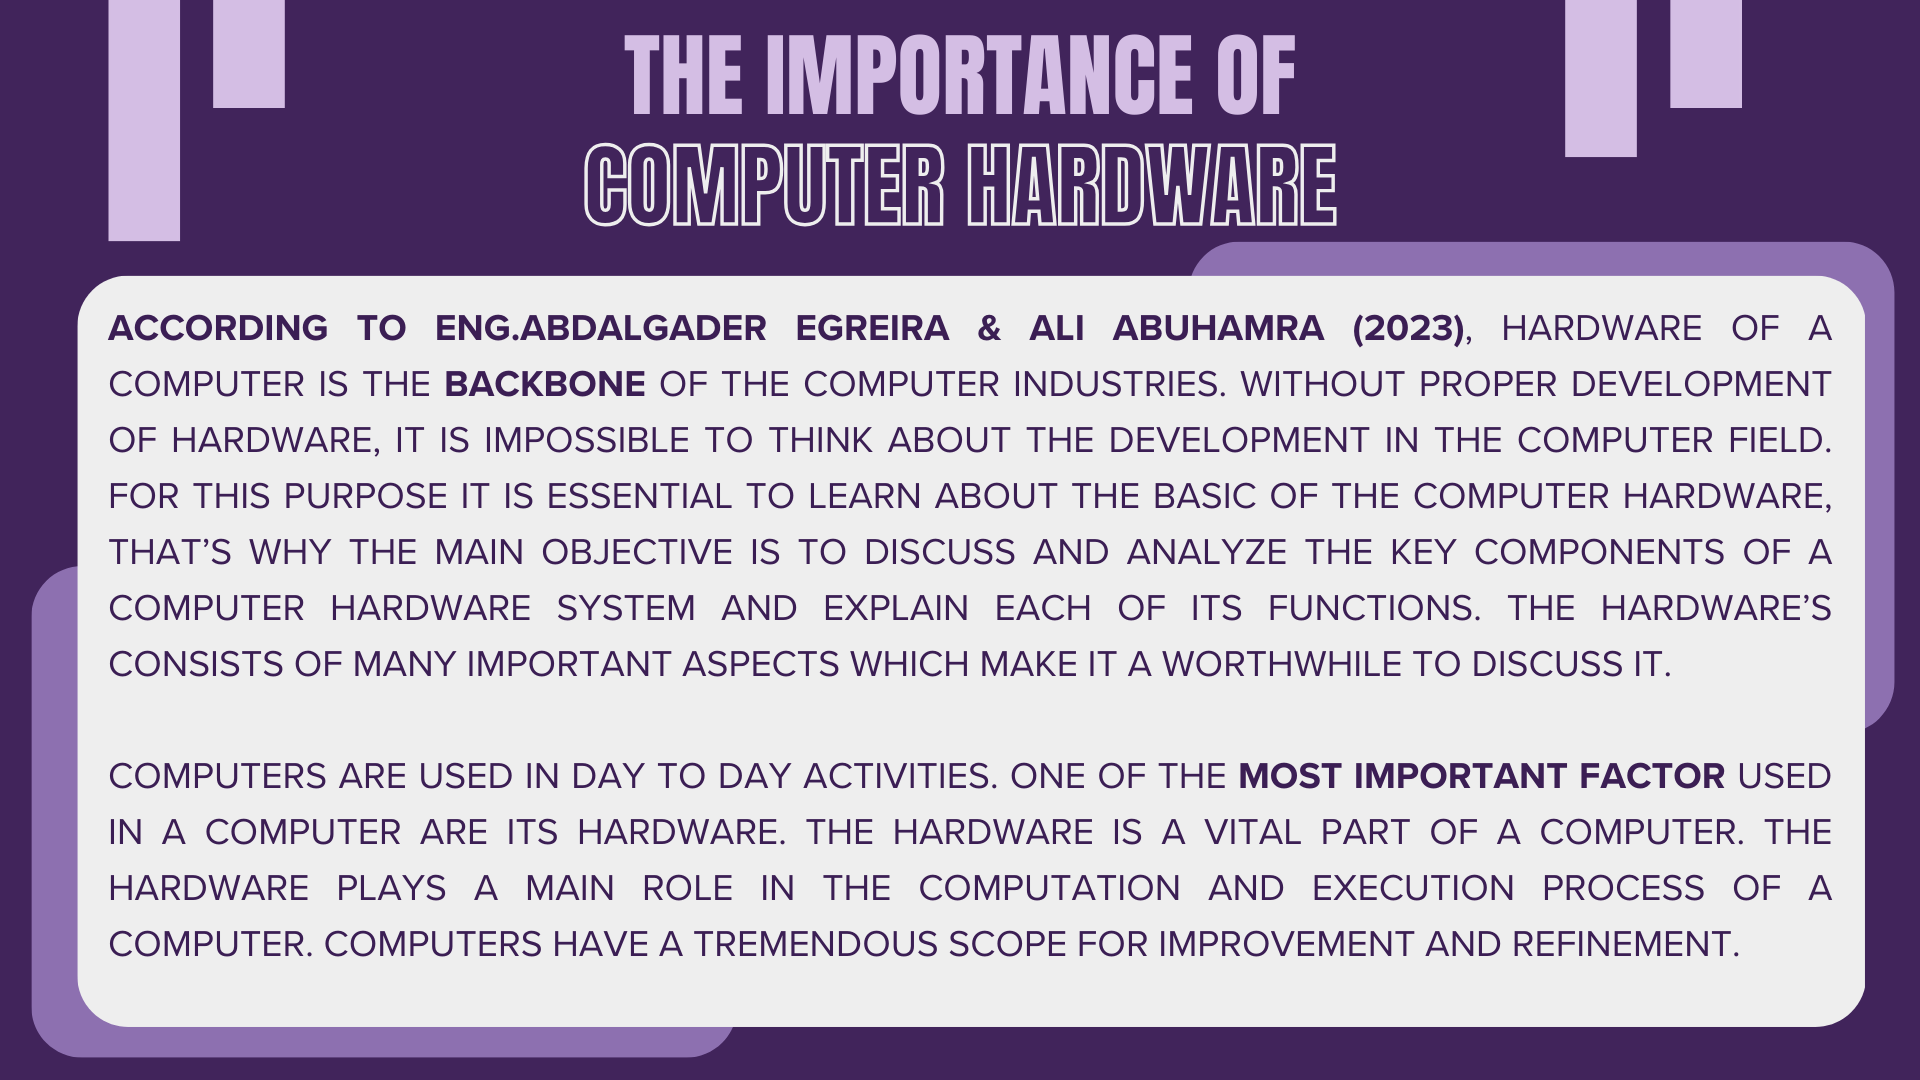 THE IMPORTANCE OF
COMPUTER HARDWARE
ACCORDING TO ENG.ABDALGADER EGREIRA & ALI ABUHAMRA (2023), HARDWARE OF A
COMPUTER IS THE BACKBONE OF THE COMPUTER INDUSTRIES. WITHOUT PROPER DEVELOPMENT
OF HARDWARE, IT IS IMPOSSIBLE TO THINK ABOUT THE DEVELOPMENT IN THE COMPUTER FIELD.
FOR THIS PURPOSE IT IS ESSENTIAL TO LEARN ABOUT THE BASIC OF THE COMPUTER HARDWARE,
THAT’S WHY THE MAIN OBJECTIVE IS TO DISCUSS AND ANALYZE THE KEY COMPONENTS OF A
COMPUTER HARDWARE SYSTEM AND EXPLAIN EACH OF ITS FUNCTIONS. THE HARDWARE’S
CONSISTS OF MANY IMPORTANT ASPECTS WHICH MAKE IT A WORTHWHILE TO DISCUSS IT.
COMPUTERS ARE USED IN DAY TO DAY ACTIVITIES. ONE OF THE MOST IMPORTANT FACTOR USED
IN A COMPUTER ARE ITS HARDWARE. THE HARDWARE IS A VITAL PART OF A COMPUTER. THE
HARDWARE PLAYS A MAIN ROLE IN THE COMPUTATION AND EXECUTION PROCESS OF A
COMPUTER. COMPUTERS HAVE A TREMENDOUS SCOPE FOR IMPROVEMENT AND REFINEMENT.